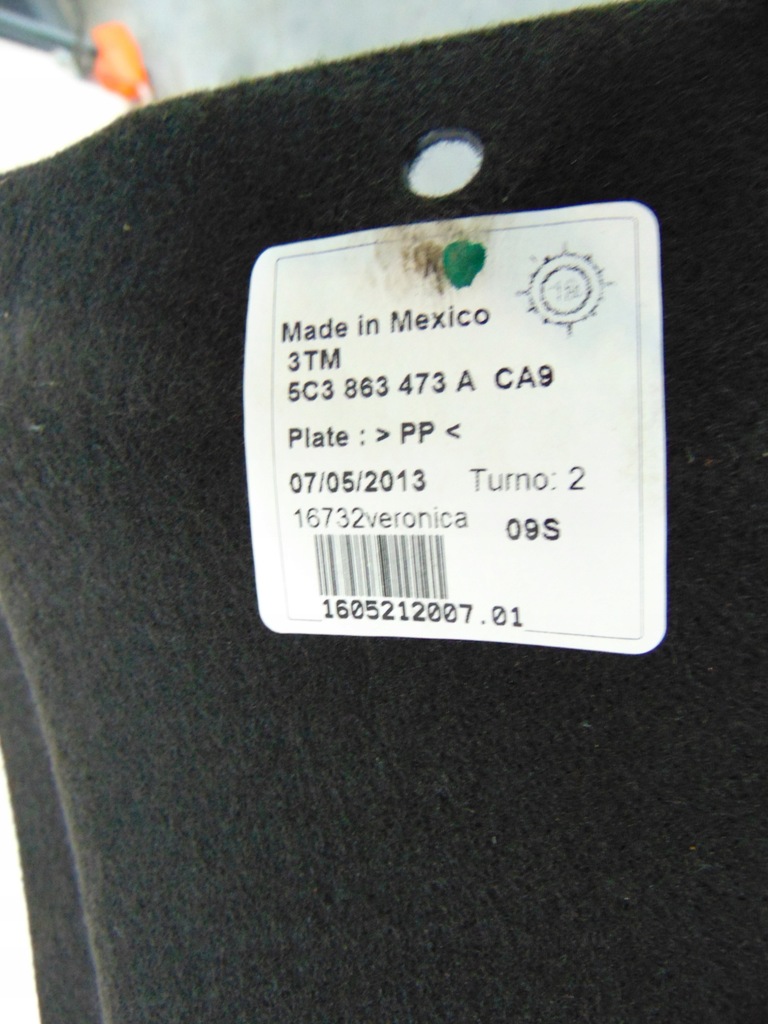 Made in Mexico
3TM
5C3 863 473 A CA9
Plate : > PP <
07/05/2013 Turno: 2
16732veronica 09S
1605212007.01